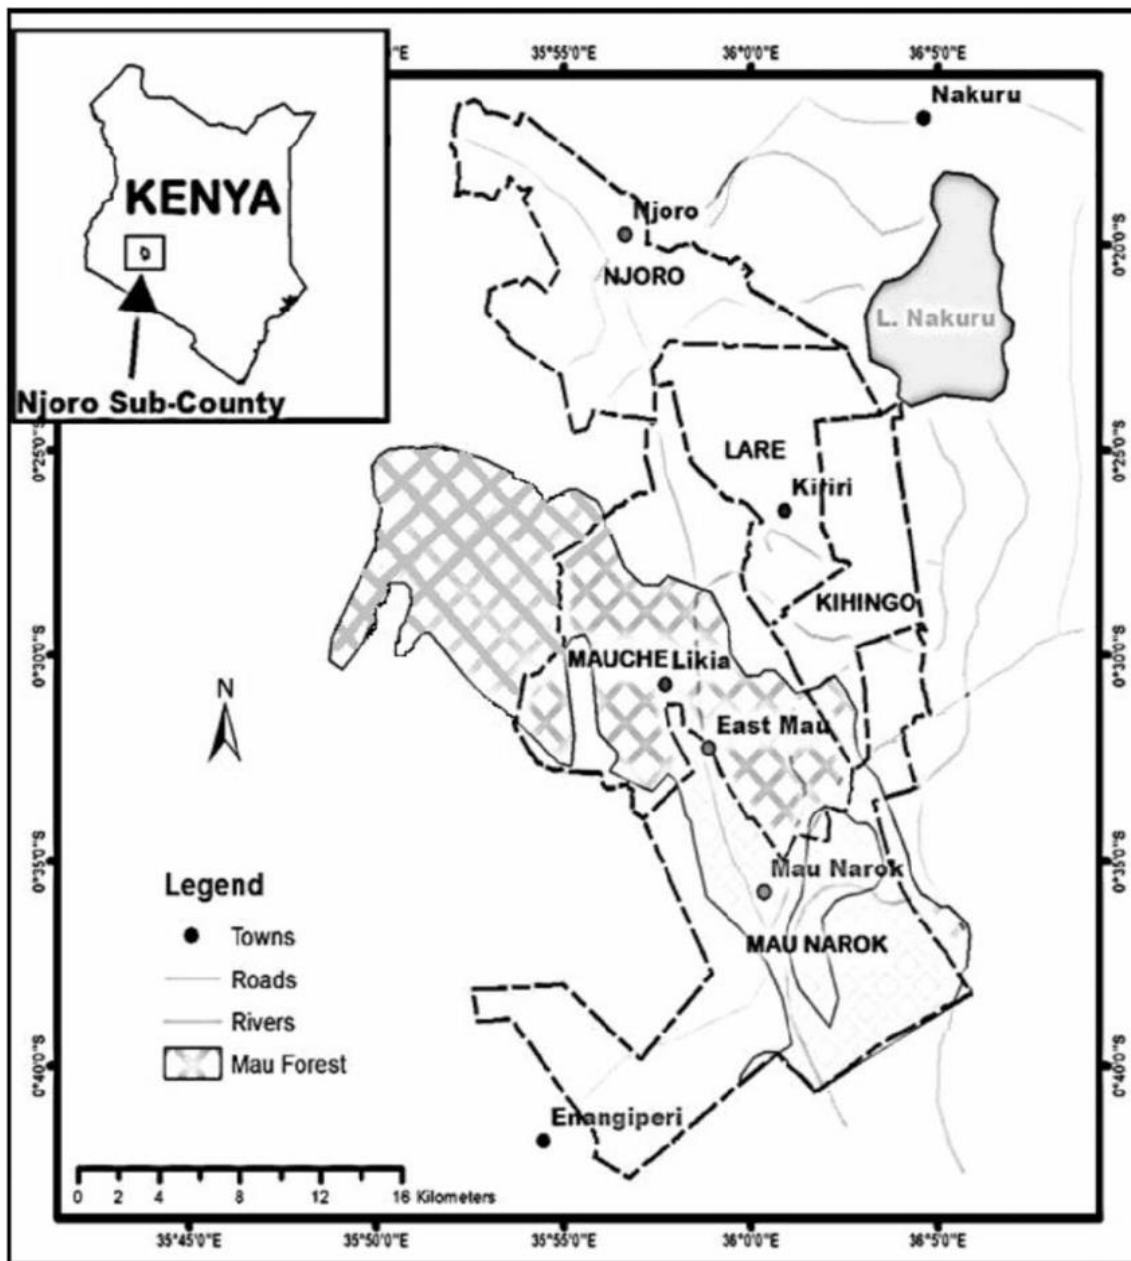 KENYA
Njoro Sub-County
35°55'0"E
36°0'0"E
36°5'0"E
Nakuru
Njoro
NJORO
L. Nakuru
LARE
Kiriri
KIHINGO
MAUCHE
Likia
East Mau
Mau Narok
MAU NAROK
Enangiperi
0°20'0"S
0°25'0"S
0°30'0"S
0°35'0"S
0°40'0"S
0°25'0"S
0°30'0"S
0°35'0"S
0°40'0"S
N
Legend
Towns
Roads
Rivers
Mau Forest
0 2 4 8 12 16 Kilometers
35°45'0"E
35°50'0"E
35°55'0"E
36°0'0"E
36°5'0"E